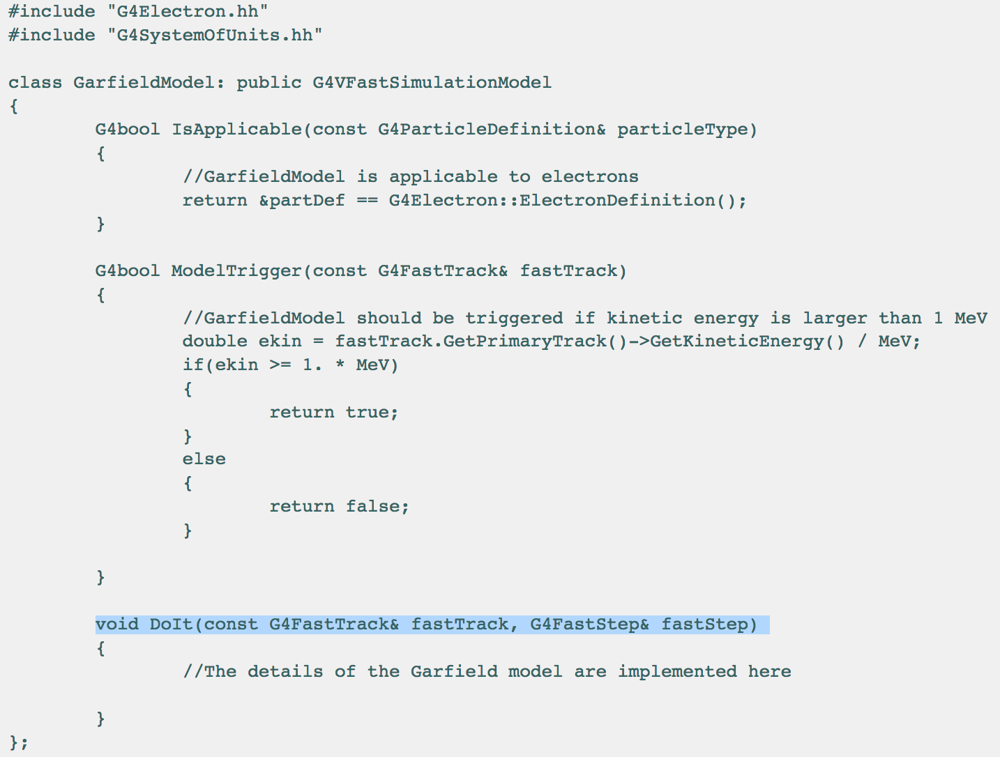 #include "G4Electron.hh"
#include "G4SystemOfUnits.hh"
class GarfieldModel: public G4VFastSimulationModel
{
G4bool IsApplicable(const G4ParticleDefinition& particleType)
{
//GarfieldModel is applicable to electrons
return &partDef == G4Electron::ElectronDefinition();
}
G4bool ModelTrigger(const G4FastTrack& fastTrack)
{
//GarfieldModel should be triggered if kinetic energy is larger than 1 MeV
double ekin = fastTrack.GetPrimaryTrack()->GetKineticEnergy() / MeV;
if(ekin >= 1. * MeV)
{
return true;
}
else
{
return false;
}
}
void DoIt(const G4FastTrack& fastTrack, G4FastStep& fastStep)
{
//The details of the Garfield model are implemented here
}
};